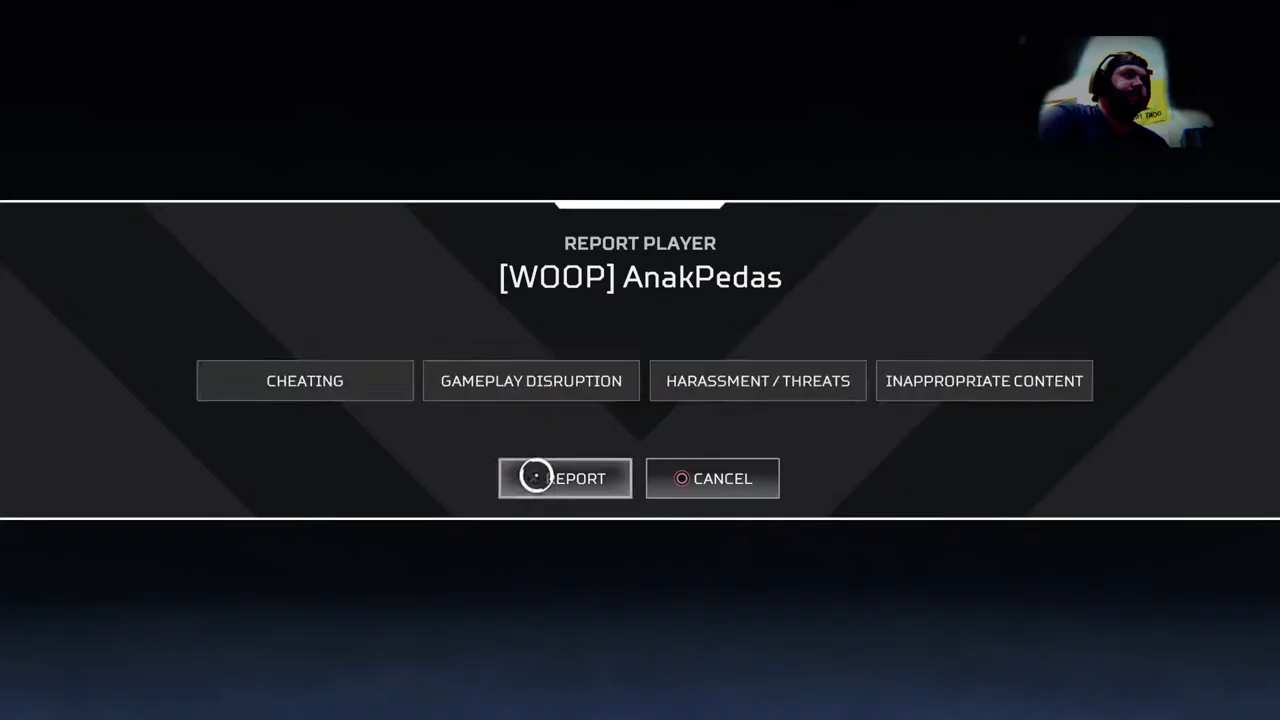 REPORT PLAYER
[WOOP] AnakPedas
CHEATING
GAMEPLAY DISRUPTION
HARASSMENT / THREATS
INAPPROPRIATE CONTENT
REPORT
CANCEL